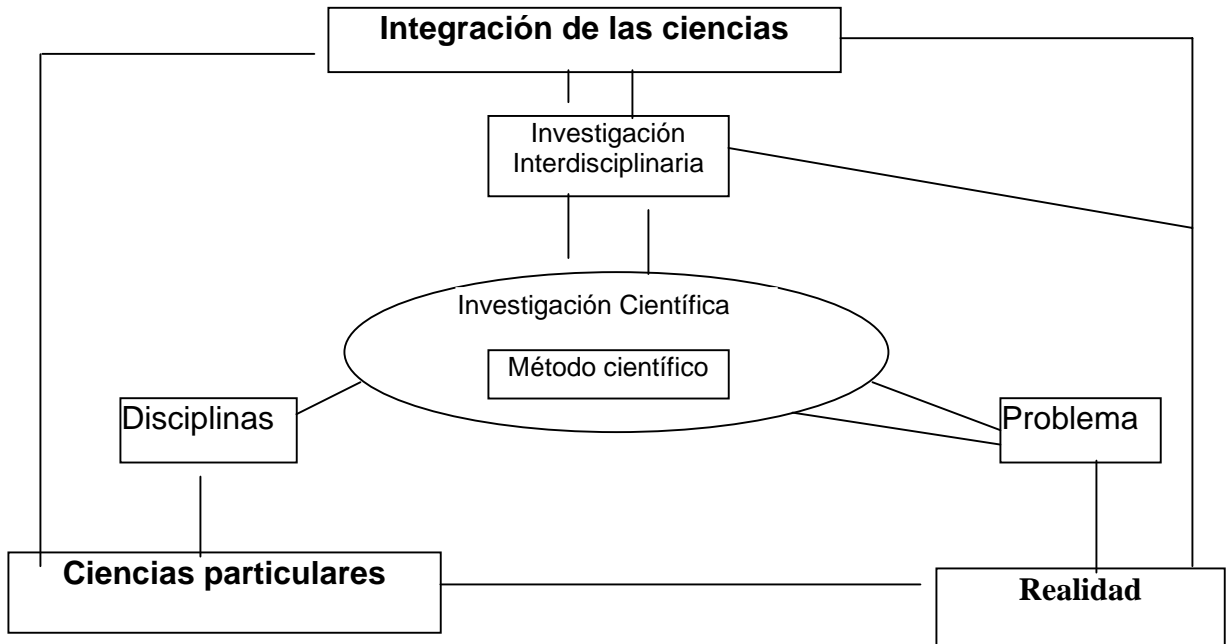 Integración de las ciencias
Investigación
Interdisciplinaria
Investigación Científica
Método científico
Disciplinas
Problema
Ciencias particulares
Realidad